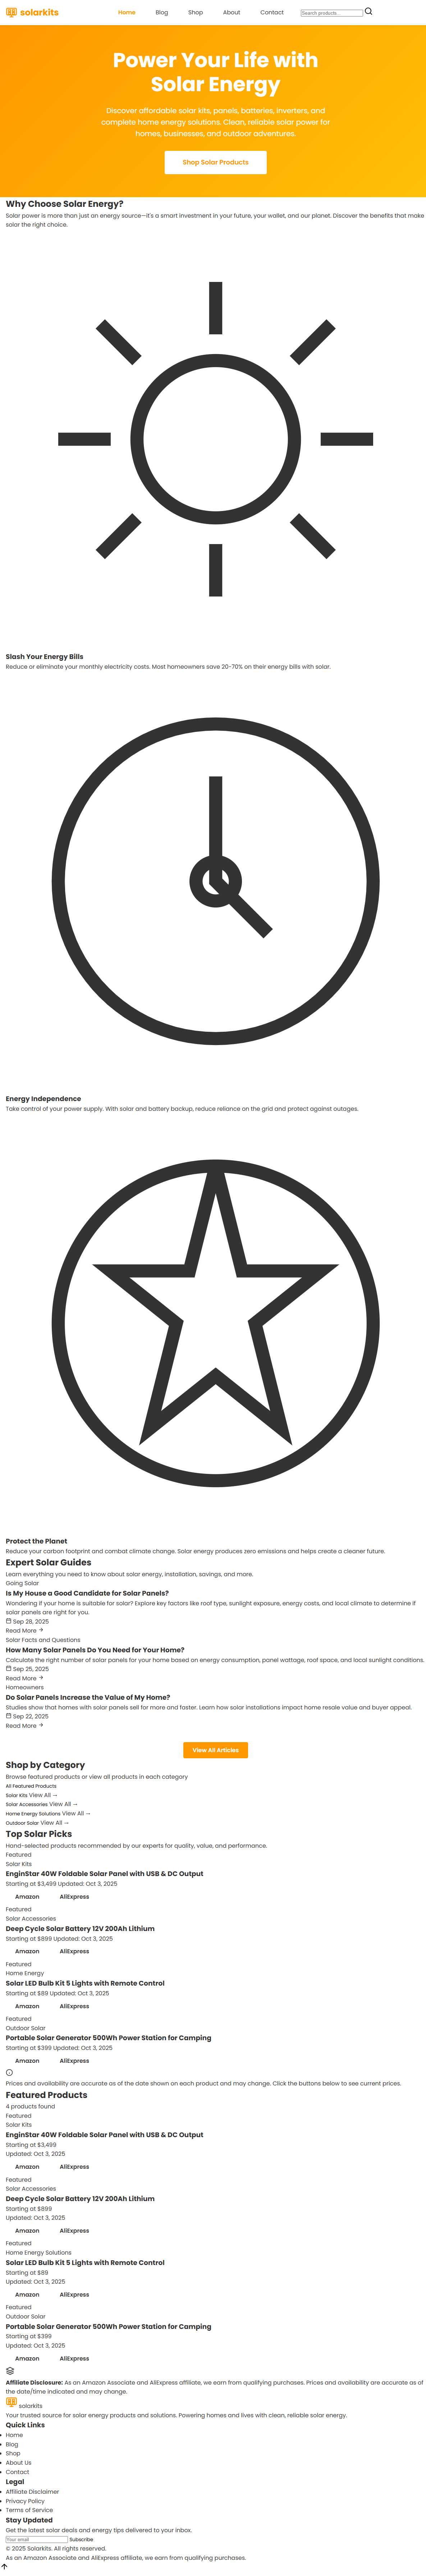 solarkits
Home Blog Shop About Contact Search products...
Power Your Life with
Solar Energy
Discover affordable solar kits, panels, batteries, inverters, and
complete home energy solutions. Clean, reliable solar power for
homes, businesses, and outdoor adventures.
Shop Solar Products
Why Choose Solar Energy?
Solar power is more than just an energy source—it's a smart investment in your future, your wallet, and our planet. Discover the benefits that make
solar the right choice.
Slash Your Energy Bills
Reduce or eliminate your monthly electricity costs. Most homeowners save 20-70% on their energy bills with solar.
Energy Independence
Take control of your power supply. With solar and battery backup, reduce reliance on the grid and protect against outages.
Protect the Planet
Reduce your carbon footprint and combat climate change. Solar energy produces zero emissions and helps create a cleaner future.
Expert Solar Guides
Learn everything you need to know about solar energy, installation, savings, and more.
Going Solar
Is My House a Good Candidate for Solar Panels?
Wondering if your home is suitable for solar? Explore key factors like roof type, sunlight exposure, energy costs, and local climate to determine if
solar panels are right for you.
Sep 28, 2025
Read More →
Solar Facts and Questions
How Many Solar Panels Do You Need for Your Home?
Calculate the right number of solar panels for your home based on energy consumption, panel wattage, roof space, and local sunlight conditions.
Sep 25, 2025
Read More →
Homeowners
Do Solar Panels Increase the Value of My Home?
Studies show that homes with solar panels sell for more and faster. Learn how solar installations impact home resale value and buyer appeal.
Sep 22, 2025
Read More →
View All Articles
Shop by Category
Browse featured products or view all products in each category
All Featured Products
Solar Kits View All →
Solar Accessories View All →
Home Energy Solutions View All →
Outdoor Solar View All →
Top Solar Picks
Hand-selected products recommended by our experts for quality, value, and performance.
Featured
Solar Kits
EnginStar 40W Foldable Solar Panel with USB & DC Output
Starting at $3,499 Updated: Oct 3, 2025
Amazon AliExpress
Featured
Solar Accessories
Deep Cycle Solar Battery 12V 200Ah Lithium
Starting at $899 Updated: Oct 3, 2025
Amazon AliExpress
Featured
Home Energy
Solar LED Bulb Kit 5 Lights with Remote Control
Starting at $89 Updated: Oct 3, 2025
Amazon AliExpress
Featured
Outdoor Solar
Portable Solar Generator 500Wh Power Station for Camping
Starting at $399 Updated: Oct 3, 2025
Amazon AliExpress
Prices and availability are accurate as of the date shown on each product and may change. Click the buttons below to see current prices.
Featured Products
4 products found
Featured
Solar Kits
EnginStar 40W Foldable Solar Panel with USB & DC Output
Starting at $3,499
Updated: Oct 3, 2025
Amazon AliExpress
Featured
Solar Accessories
Deep Cycle Solar Battery 12V 200Ah Lithium
Starting at $899
Updated: Oct 3, 2025
Amazon AliExpress
Featured
Home Energy Solutions
Solar LED Bulb Kit 5 Lights with Remote Control
Starting at $89
Updated: Oct 3, 2025
Amazon AliExpress
Featured
Outdoor Solar
Portable Solar Generator 500Wh Power Station for Camping
Starting at $399
Updated: Oct 3, 2025
Amazon AliExpress
Affiliate Disclosure: As an Amazon Associate and AliExpress affiliate, we earn from qualifying purchases. Prices and availability are accurate as of
the date/time indicated and may change.
solarkits
Your trusted source for solar energy products and solutions. Powering homes and lives with clean, reliable solar energy.
Quick Links
Home
Blog
Shop
About Us
Contact
Legal
Affiliate Disclaimer
Privacy Policy
Terms of Service
Stay Updated
Get the latest solar deals and energy tips delivered to your inbox.
Your email Subscribe
© 2025 Solarkits. All rights reserved.
As an Amazon Associate and AliExpress affiliate, we earn from qualifying purchases.